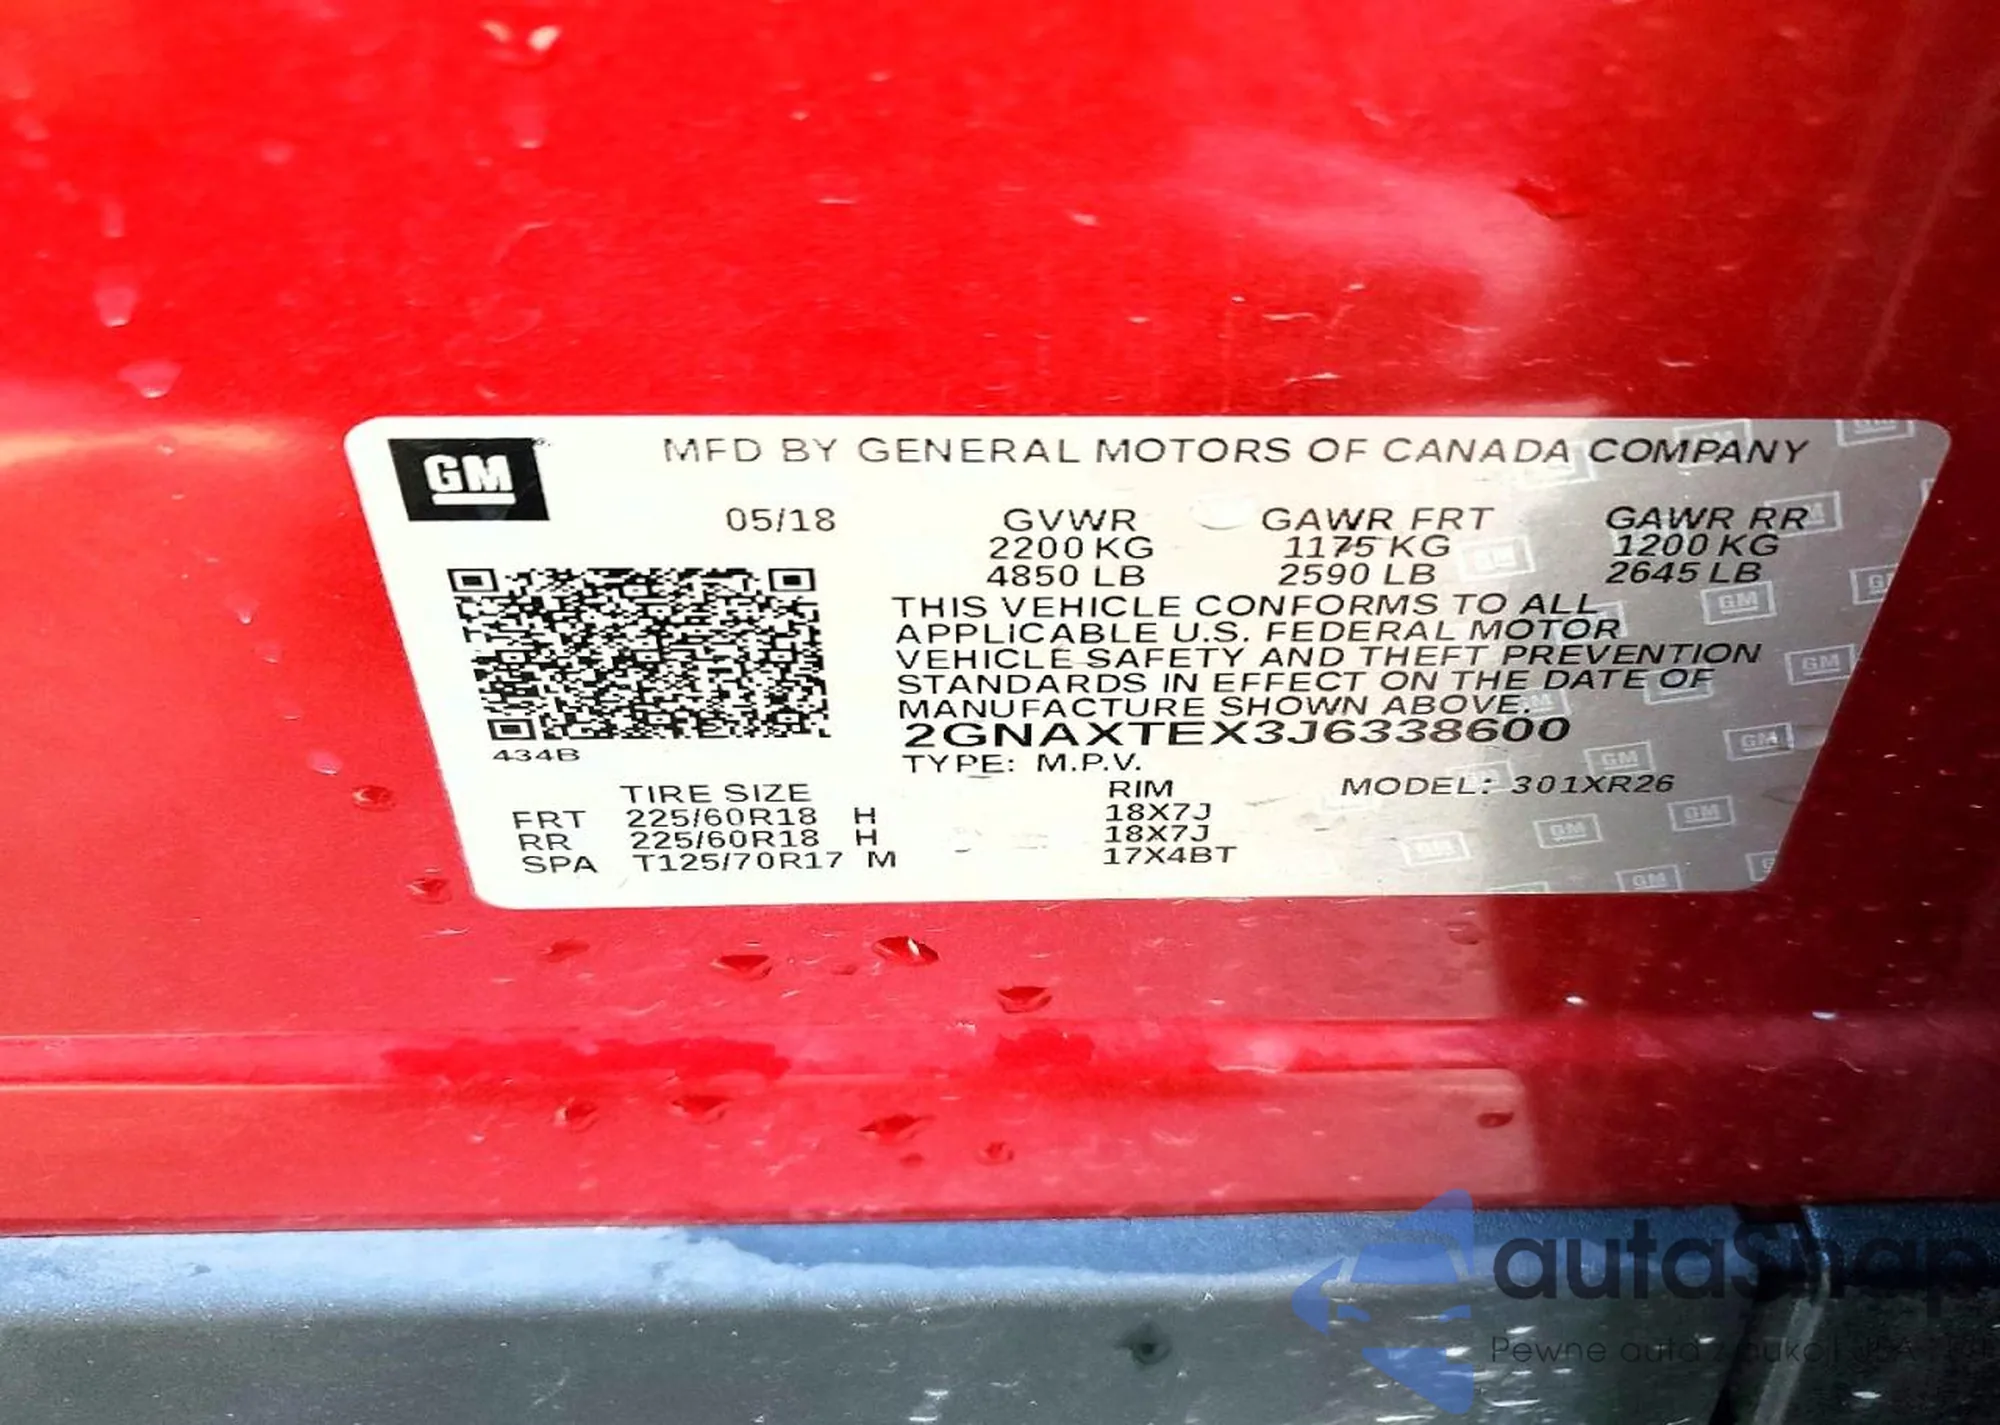 GM
MFD BY GENERAL MOTORS OF CANADA COMPANY
05/18 GVWR GAWR FRT GAWR RR
2200 KG 1175 KG 1200 KG
4850 LB 2590 LB 2645 LB
THIS VEHICLE CONFORMS TO ALL
APPLICABLE U.S. FEDERAL MOTOR
VEHICLE SAFETY AND THEFT PREVENTION
STANDARDS IN EFFECT ON THE DATE OF
MANUFACTURE SHOWN ABOVE.
2GNAXTEX3J6338600
434B
TYPE: M.P.V.
TIRE SIZE RIM MODEL: 301XR26
FRT 225/60R18 H 18X7J
RR 225/60R18 H 18X7J
SPA T125/70R17 M 17X4BT
autaSnap
Pewne auta z aukcji